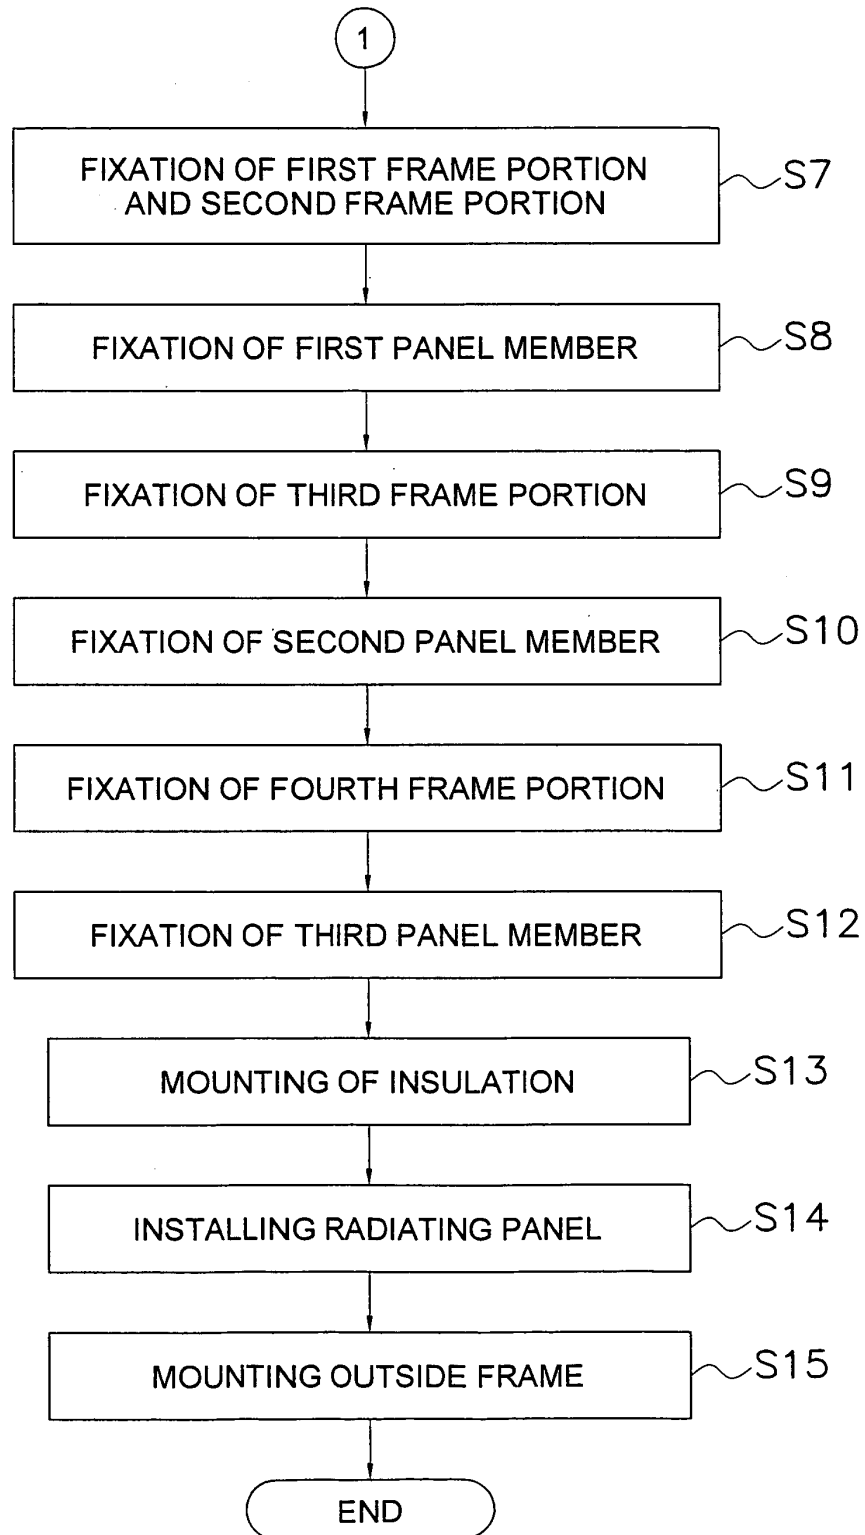 1
FIXATION OF FIRST FRAME PORTION
AND SECOND FRAME PORTION
S7
FIXATION OF FIRST PANEL MEMBER
S8
FIXATION OF THIRD FRAME PORTION
S9
FIXATION OF SECOND PANEL MEMBER
S10
FIXATION OF FOURTH FRAME PORTION
S11
FIXATION OF THIRD PANEL MEMBER
S12
MOUNTING OF INSULATION
S13
INSTALLING RADIATING PANEL
S14
MOUNTING OUTSIDE FRAME
S15
END